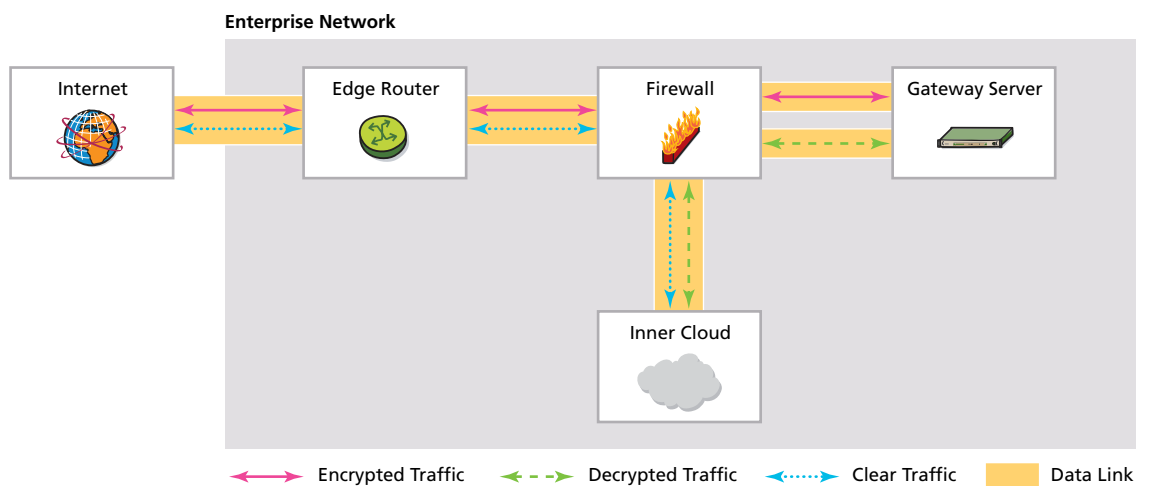 Enterprise Network
Internet
Edge Router
Firewall
Gateway Server
Inner Cloud
Encrypted Traffic
Decrypted Traffic
Clear Traffic
Data Link